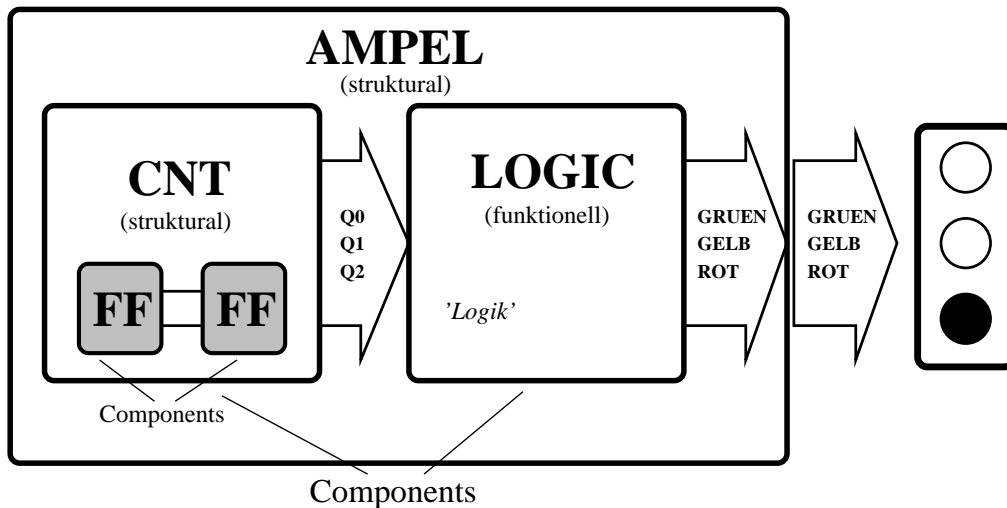 AMPEL
(struktural)
CNT
(struktural)
FF FF
Components
Q0
Q1
Q2
LOGIC
(funktionell)
’Logik’
GRUEN
GELB
ROT
GRUEN
GELB
ROT
Components